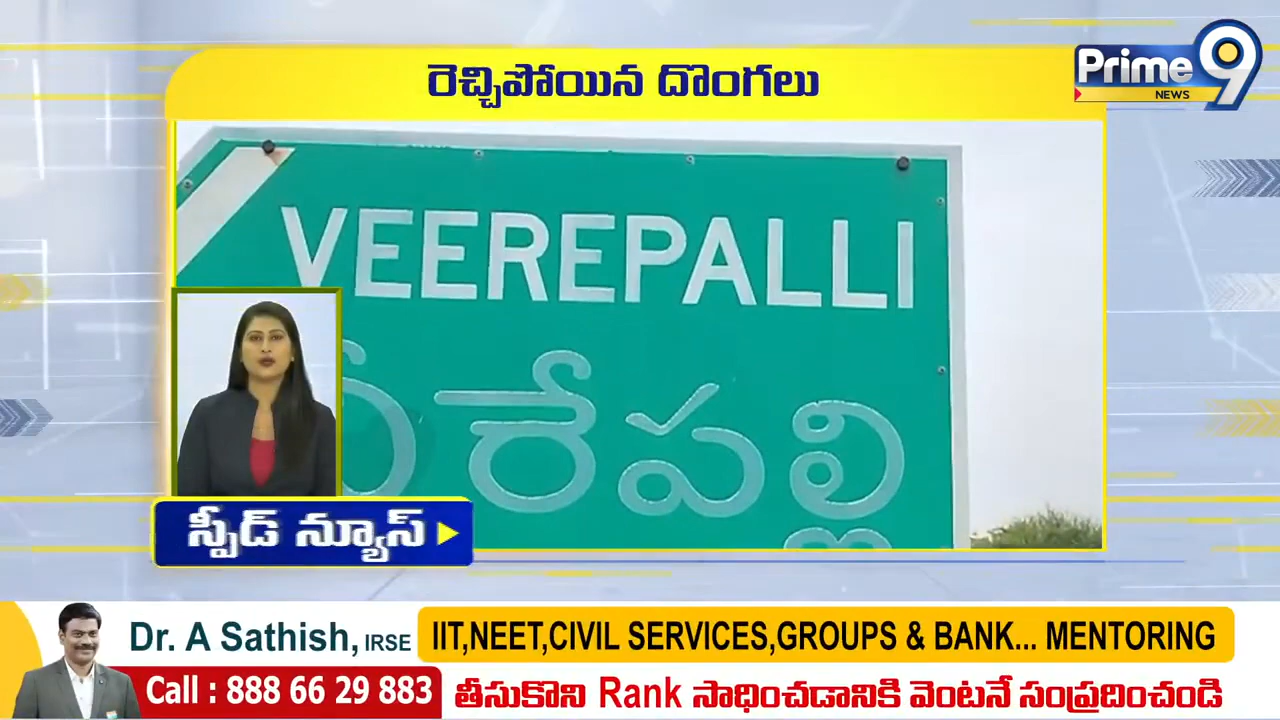 రెచ్చిపోయిన దొంగలు
Prime9
NEWS
VEEREPALLI
వీరేపల్లి
స్పీడ్ న్యూస్
Dr. A Sathish, IRSE
IIT,NEET,CIVIL SERVICES,GROUPS & BANK... MENTORING
Call : 888 66 29 883
తీసుకొని Rank సాధించడానికి వెంటనే సంప్రదించండి